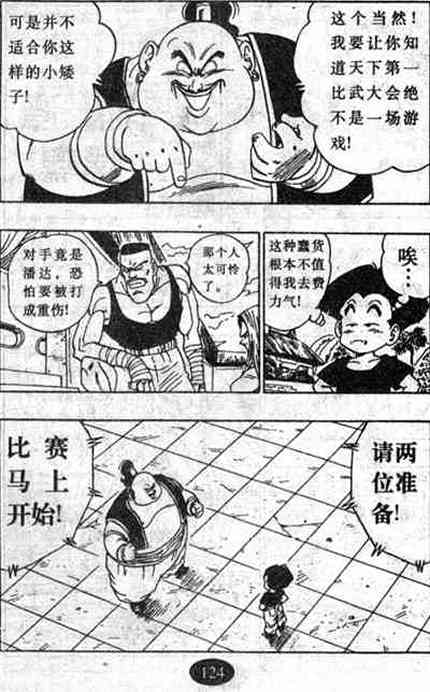 这个当然!
我要让你知
道天下第一
比武大会绝
不是一场游
戏!
可是并不
适合你这
样的小矮
子!
唉…
这种蠢货
根本不值
得我去费
力气!
那个人
太可怜
了。
对手竟是
潘达，恐
怕要被打
成重伤!
请两
位准
备!
比赛
马上
开始!
124